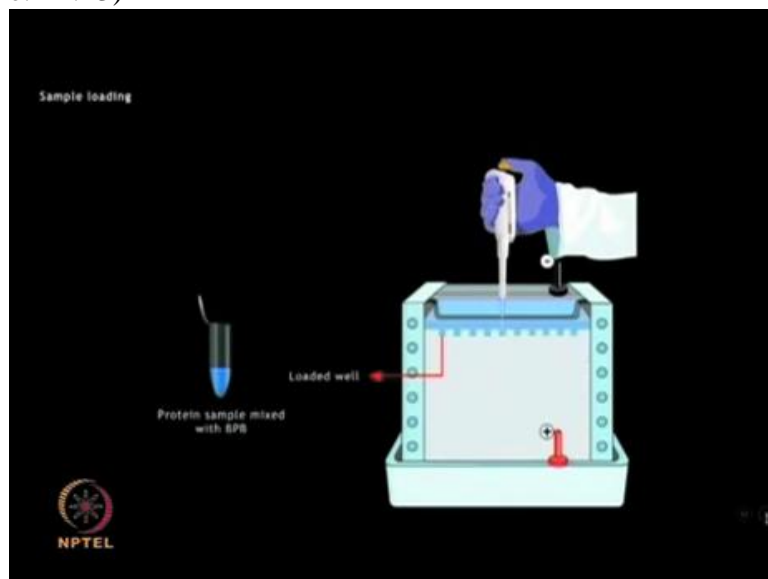 Sample loading
Loaded well
Protein sample mixed
with BPB
NPTEL